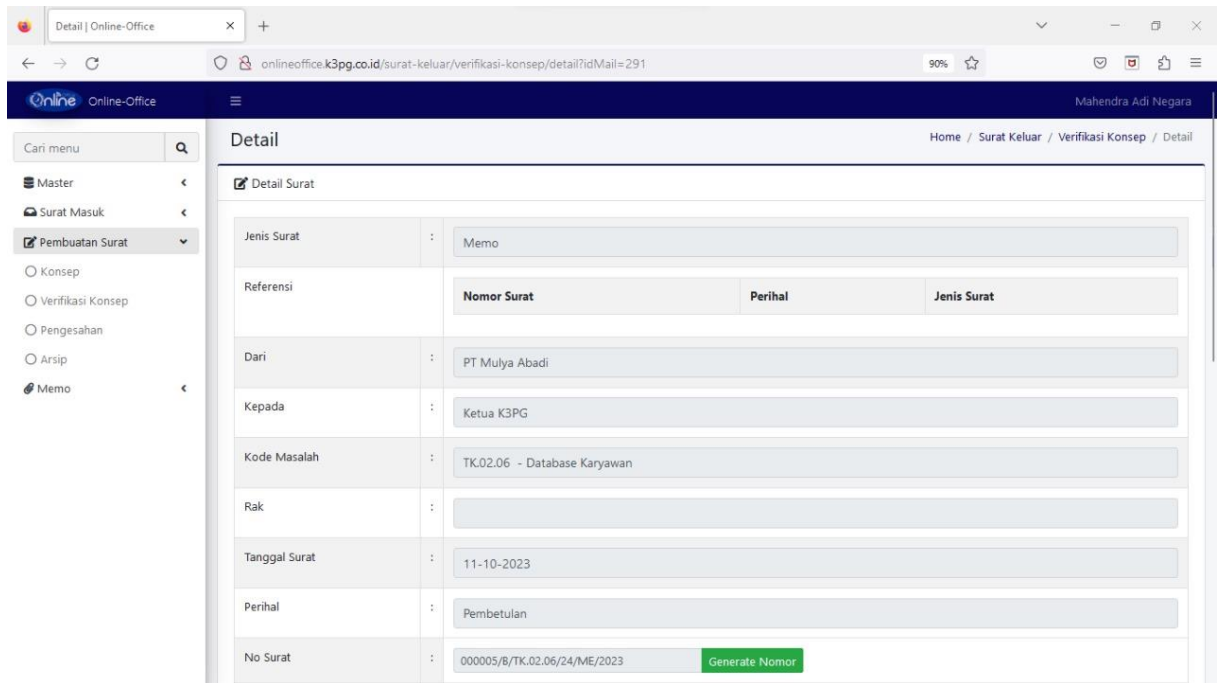 Detail | Online-Office
onlineoffice.k3pg.co.id/surat-keluar/verifikasi-konsep/detail?idMail=291
90%
Online Online-Office
Mahendra Adi Negara
Cari menu
Detail
Home / Surat Keluar / Verifikasi Konsep / Detail
Master
Detail Surat
Surat Masuk
Pembuatan Surat
Jenis Surat : Memo
Konsep
Referensi
Nomor Surat Perihal Jenis Surat
Verifikasi Konsep
Pengesahan
Arsip
Dari : PT Mulya Abadi
Memo
Kepada : Ketua K3PG
Kode Masalah : TK.02.06 - Database Karyawan
Rak :
Tanggal Surat : 11-10-2023
Perihal : Pembetulan
No Surat : 000005/B/TK.02.06/24/ME/2023 Generate Nomor